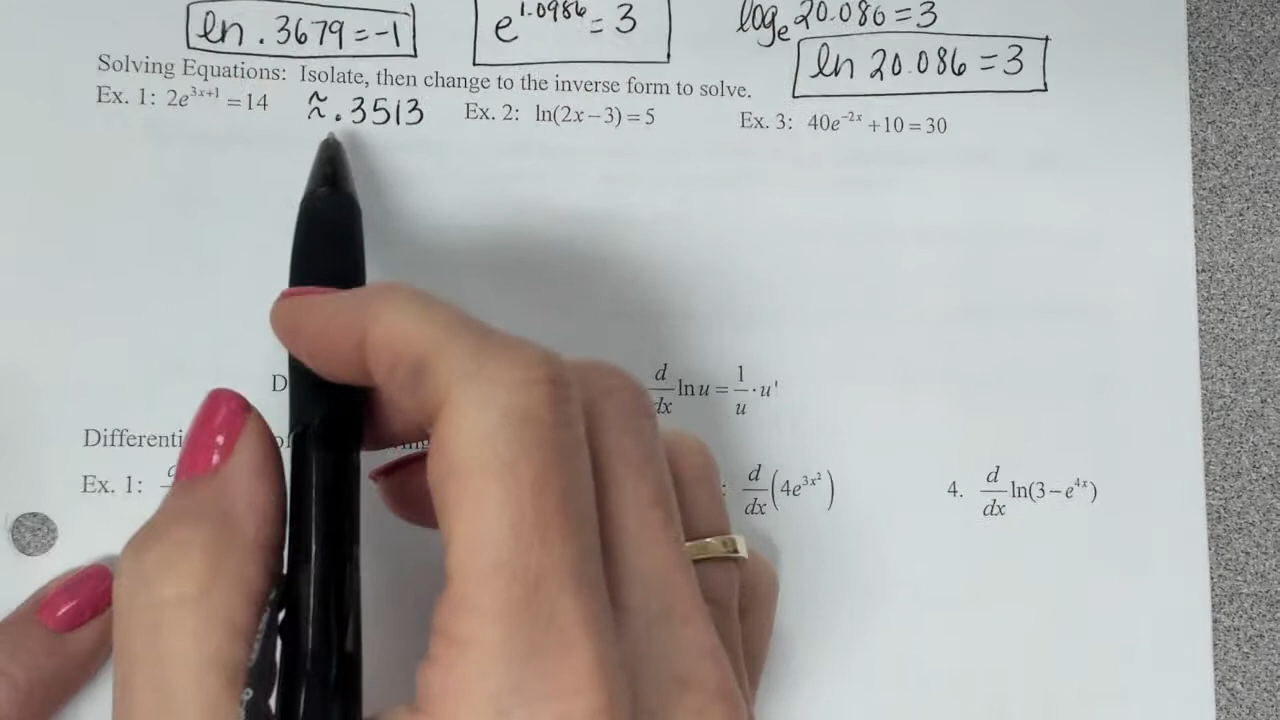 ln .3679 = -1
e^1.0986 = 3
log_e 20.086 = 3
ln 20.086 = 3
Solving Equations: Isolate, then change to the inverse form to solve.
Ex. 1: 2e^{3x+1} = 14 ≈ .3513 Ex. 2: ln(2x-3) = 5 Ex. 3: 40e^{-2x} + 10 = 30
d/dx ln u = 1/u · u'
Ex. 1: d/dx(4e^{3x^2}) 4. d/dx ln(3-e^{4x})